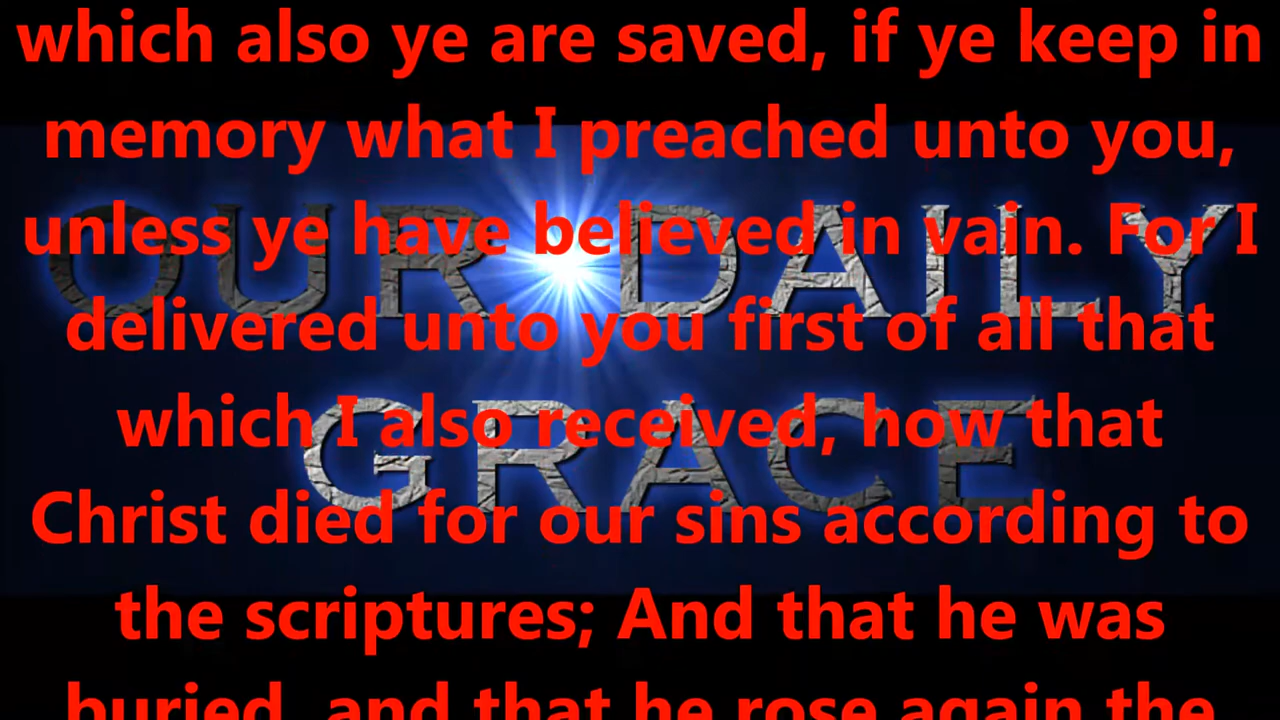 which also ye are saved, if ye keep in
memory what I preached unto you,
unless ye have believed in vain. For I
delivered unto you first of all that
which I also received, how that
Christ died for our sins according to
the scriptures; And that he was
buried, and that he rose again the
OUR DAILY
GRACE